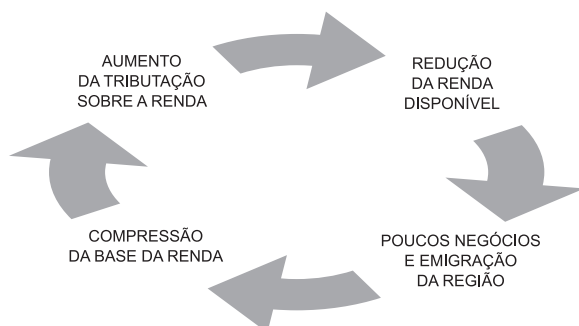 AUMENTO
DA TRIBUTAÇÃO
SOBRE A RENDA
REDUÇÃO
DA RENDA
DISPONÍVEL
POUCOS NEGÓCIOS
E EMIGRAÇÃO
DA REGIÃO
COMPRESSÃO
DA BASE DA RENDA